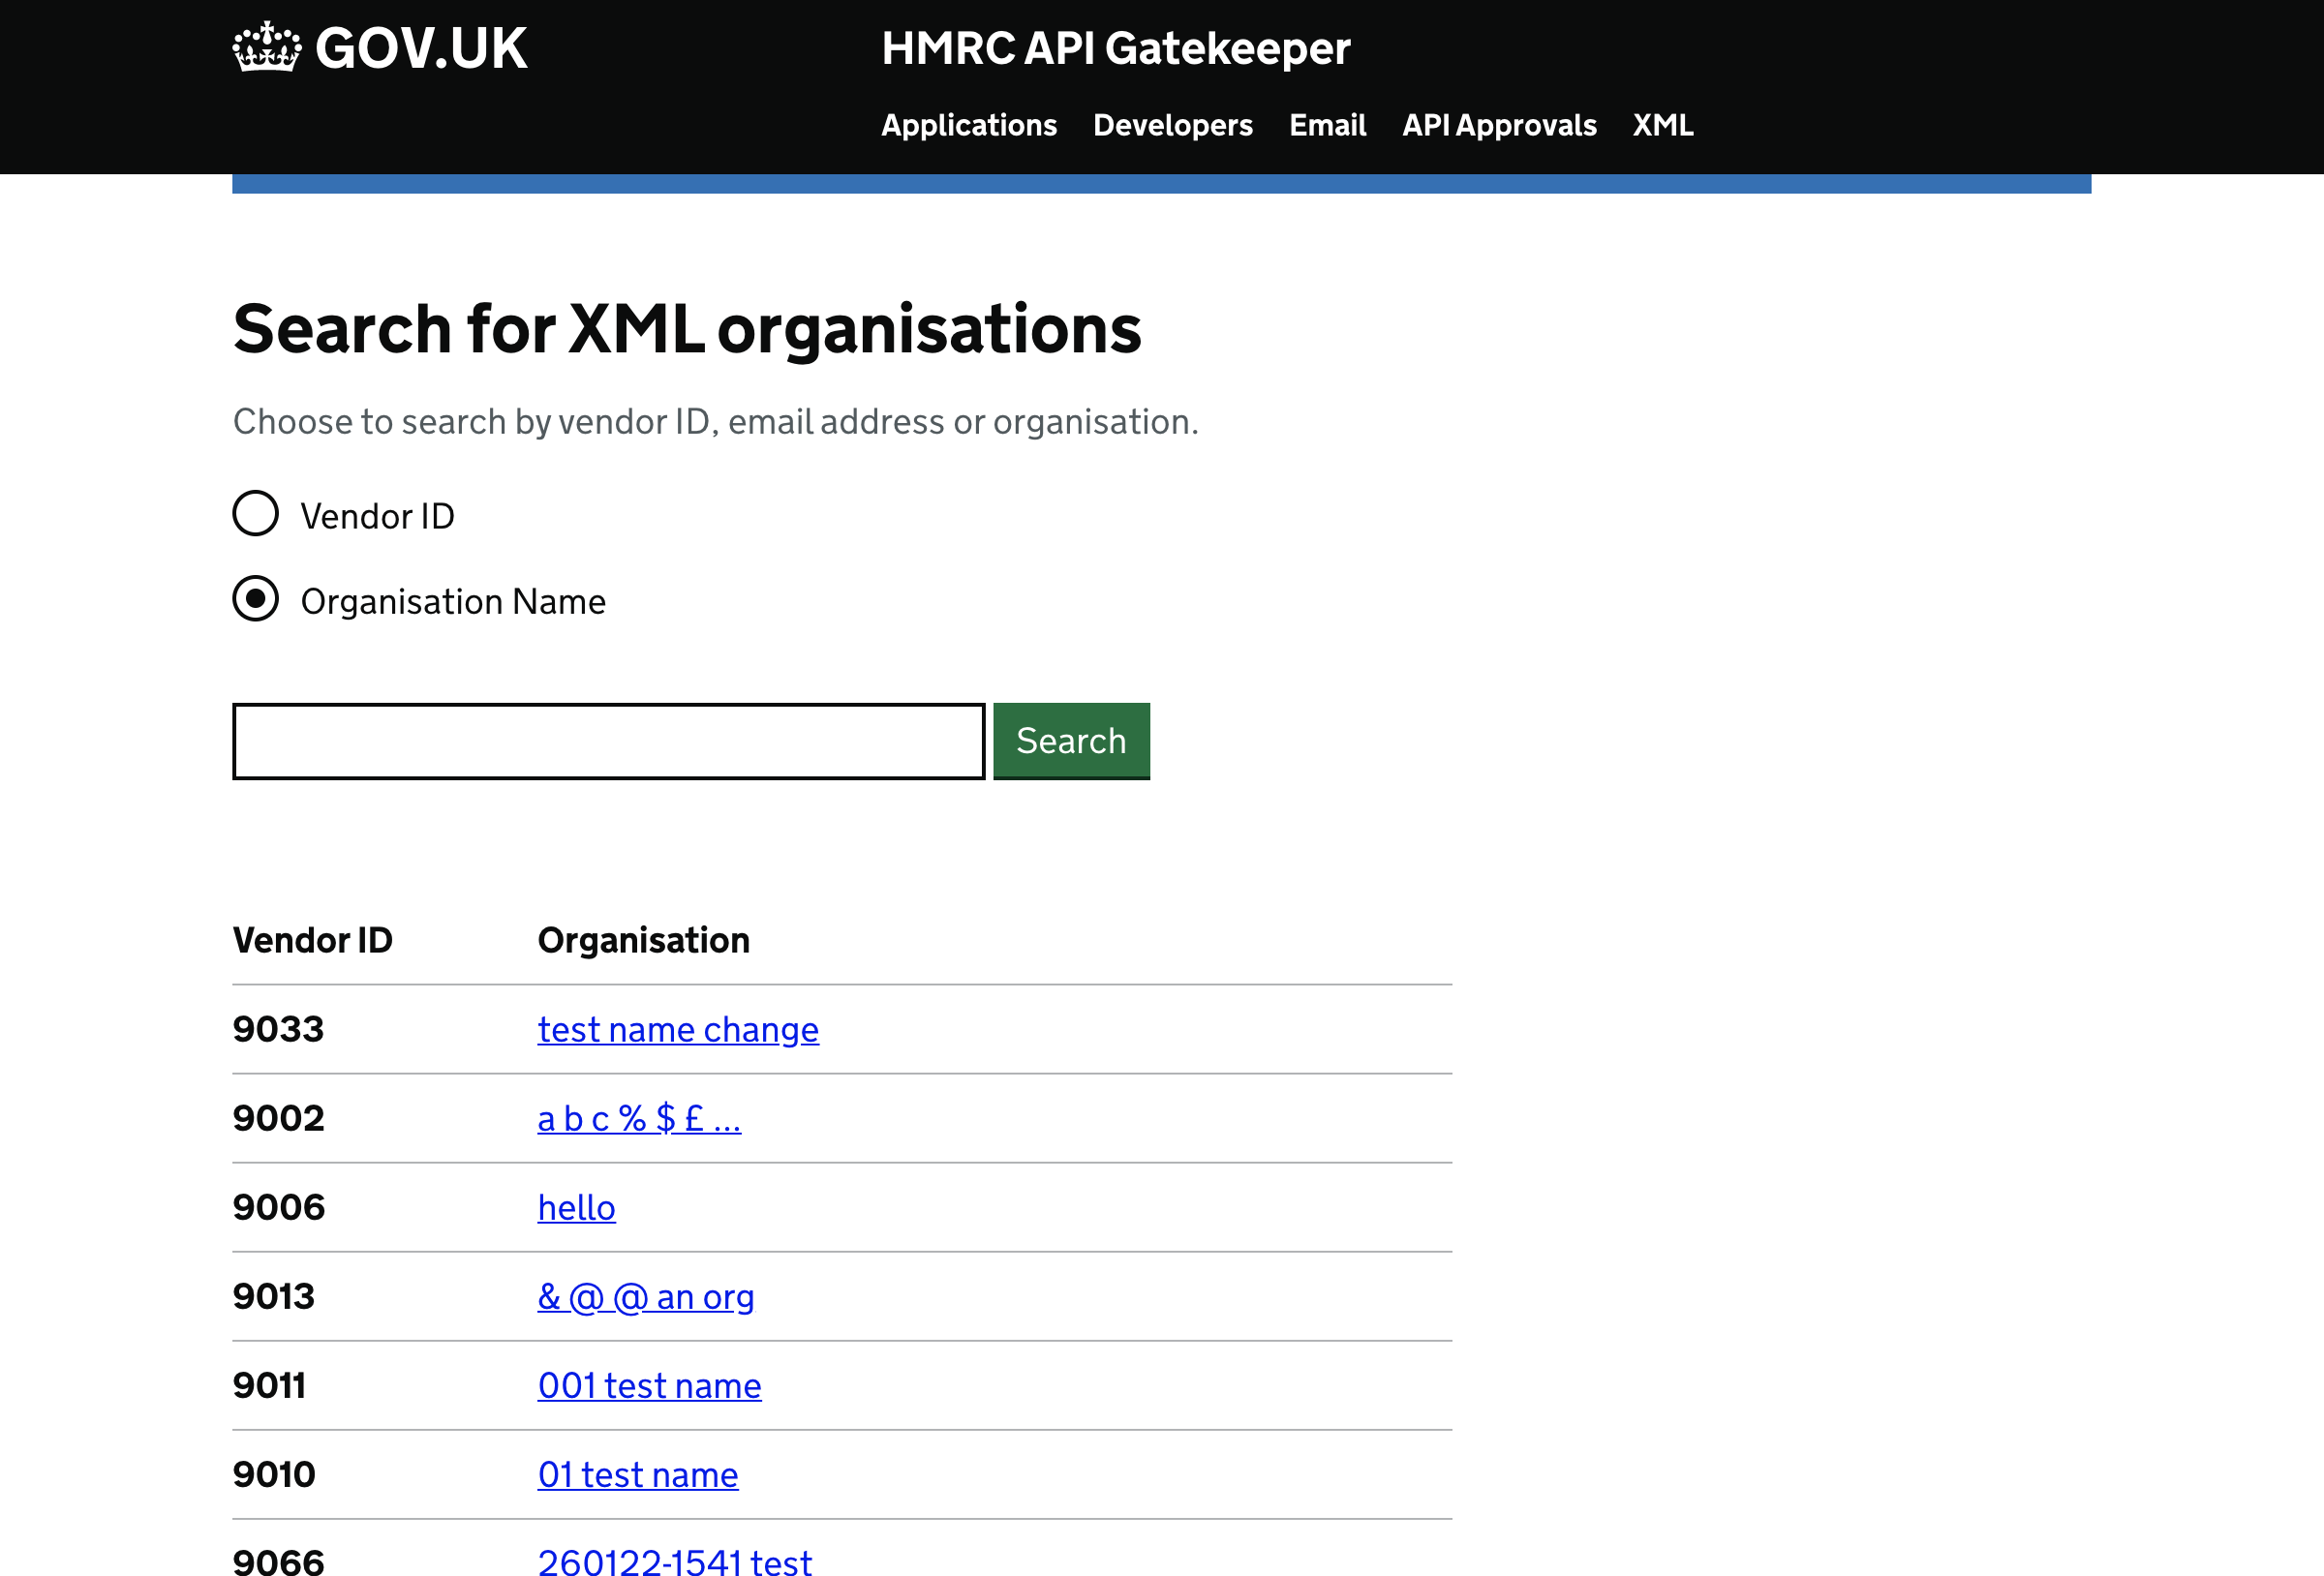 GOV.UK
HMRC API Gatekeeper
Applications Developers Email API Approvals XML
Search for XML organisations
Choose to search by vendor ID, email address or organisation.
Vendor ID
Organisation Name
Search
Vendor ID Organisation
9033 test name change
9002 a b c % $ £ ...
9006 hello
9013 & @ @ an org
9011 001 test name
9010 01 test name
9066 260122-1541 test